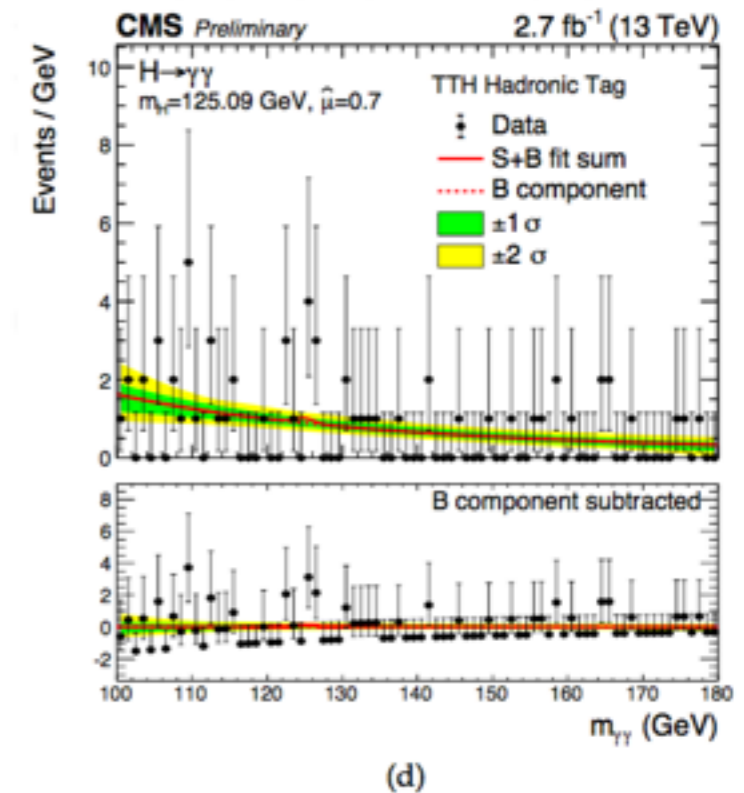 CMS Preliminary 2.7 fb⁻¹ (13 TeV)
H→γγ
m_H=125.09 GeV, μ̂=0.7
TTH Hadronic Tag
Data
S+B fit sum
B component
±1 σ
±2 σ
Events / GeV
10
8
6
4
2
0
B component subtracted
8
6
4
2
0
-2
100 110 120 130 140 150 160 170 180
m_γγ (GeV)
(d)